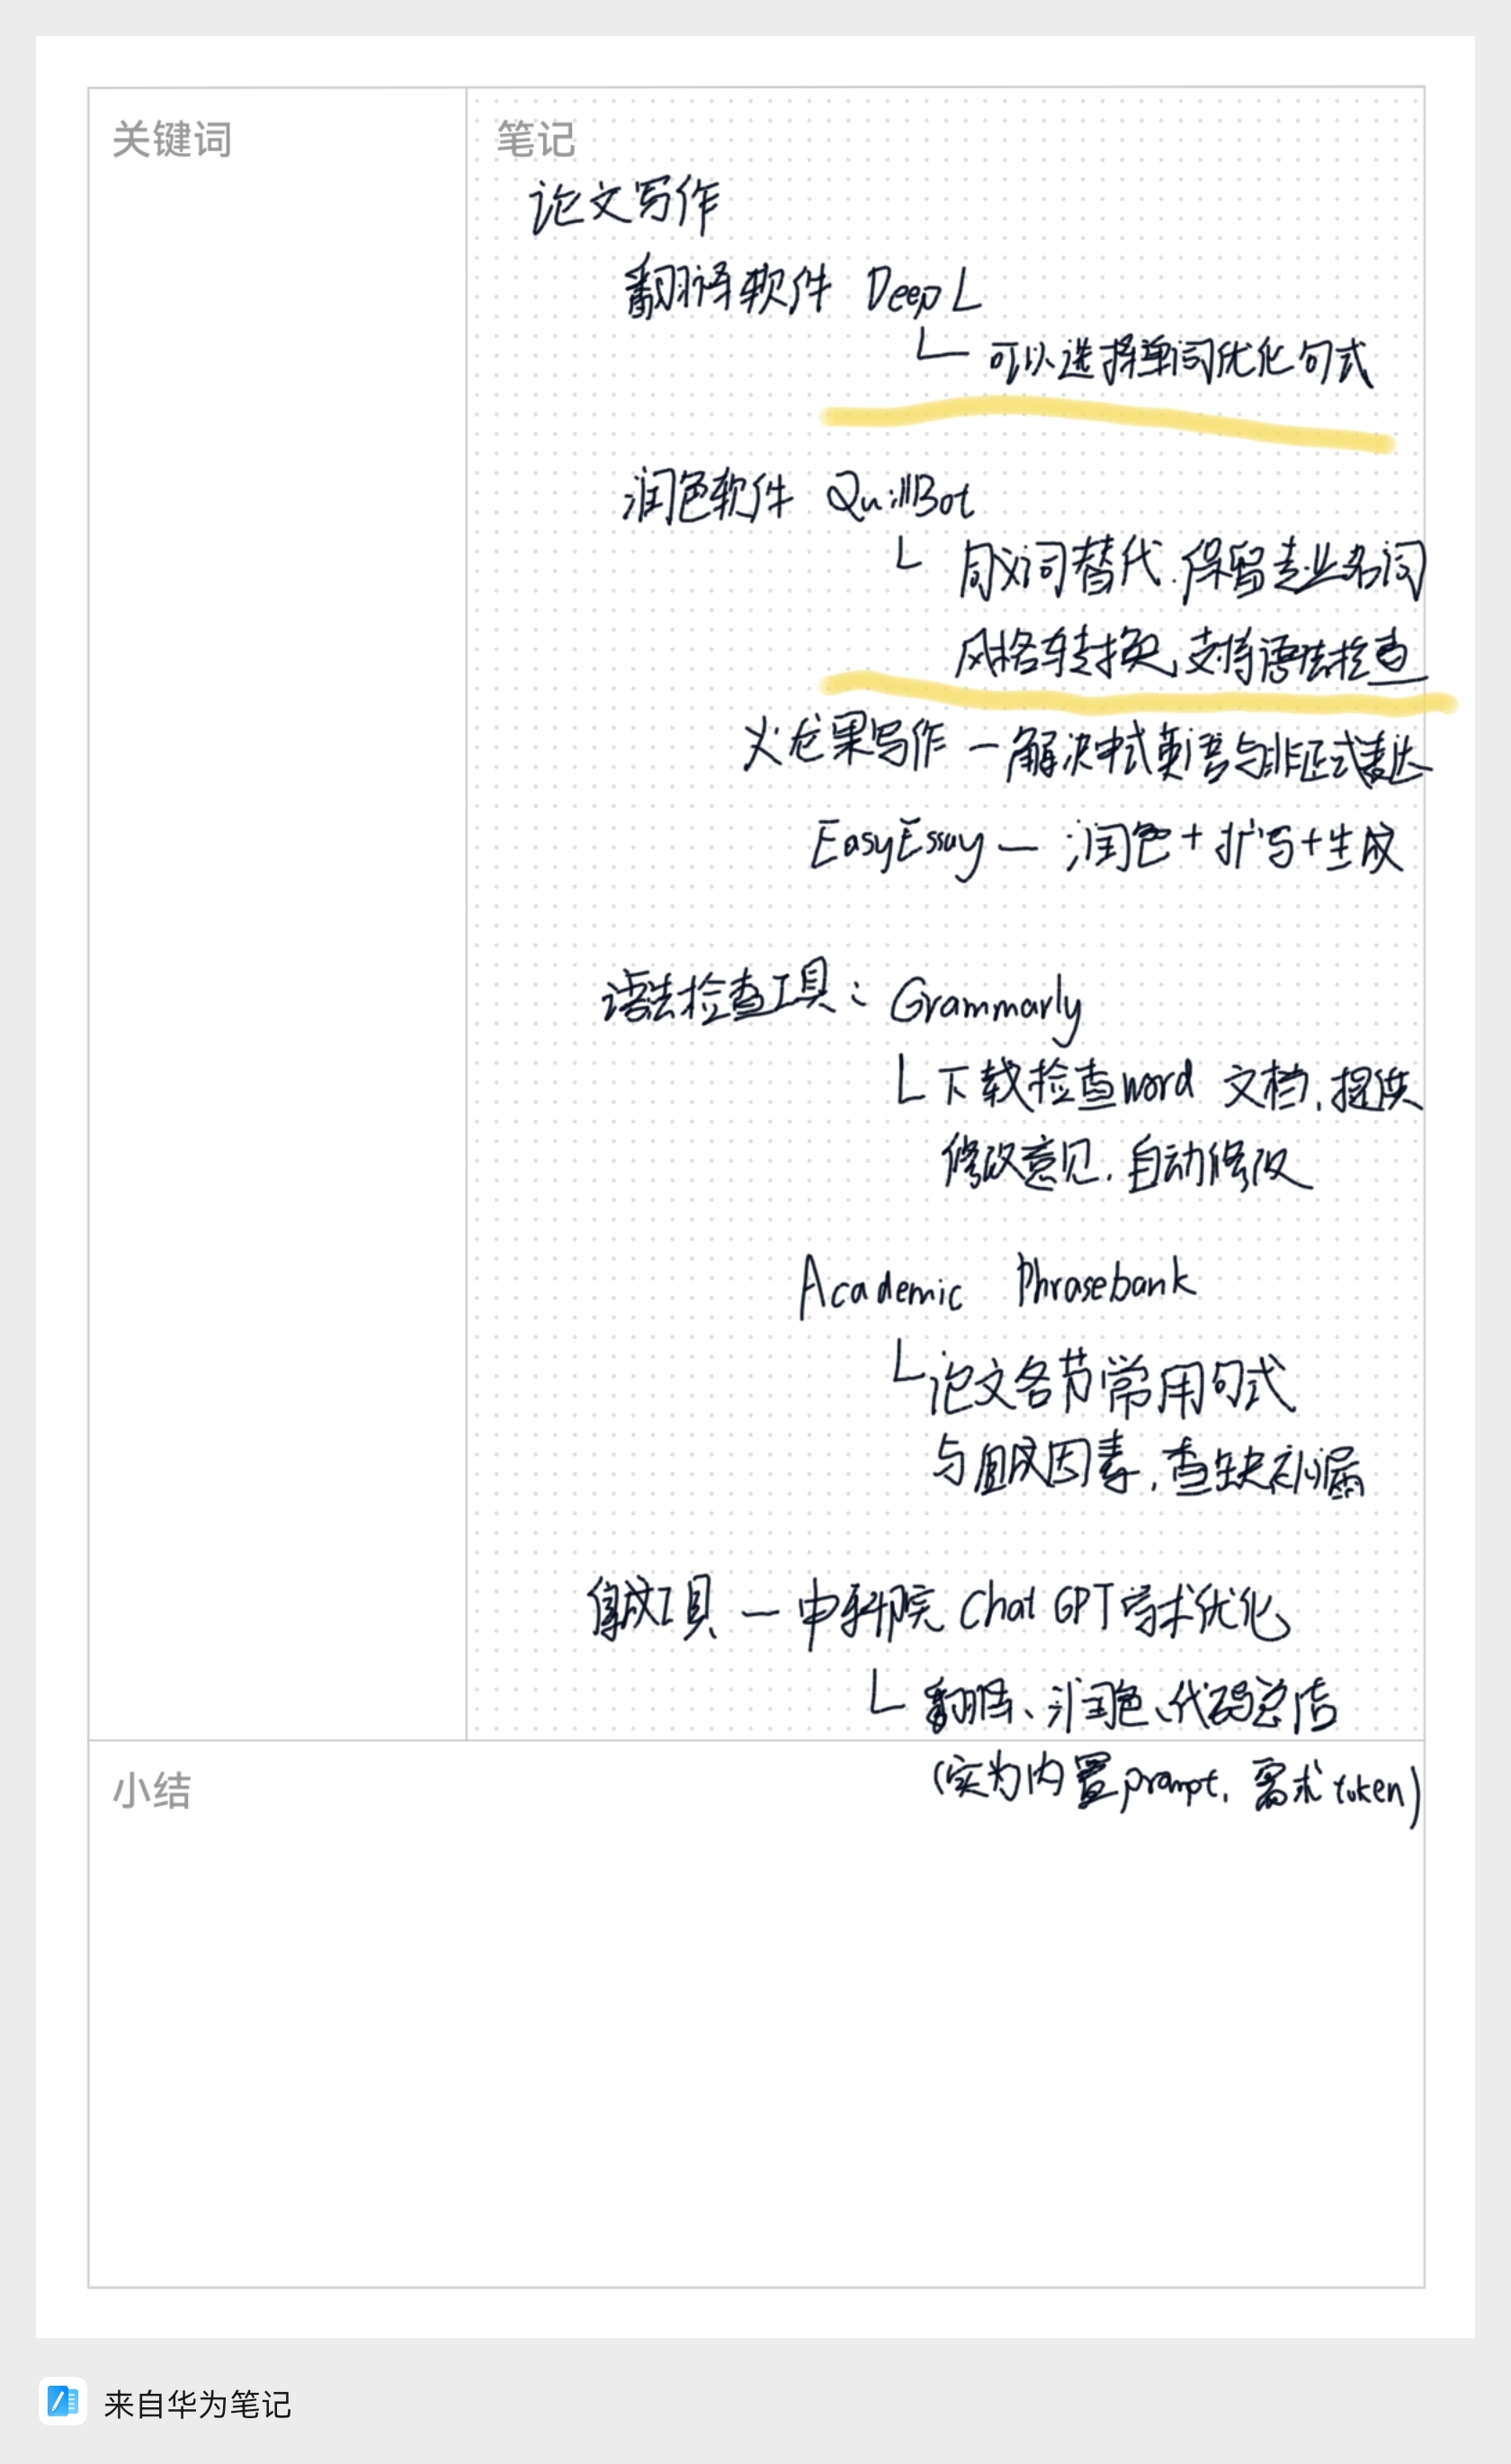 关键词
笔记
论文写作
翻译软件 DeepL
可以选择单词优化句式
润色软件 QuillBot
同义词替代.保留专业名词
风格转换,支持语法检查
火龙果写作 — 解决中式英语与非正式表达
EasyEssay — 润色+扩写+生成
语法检查工具: Grammarly
下载检查word 文档,提供
修改意见,自动修改
Academic Phrasebank
论文各节常用句式
与组成因素,查缺补漏
集成工具 — 中科院 ChatGPT学术优化
翻译、润色、代码总结
(实为内置prompt, 需求token)
小结
来自华为笔记